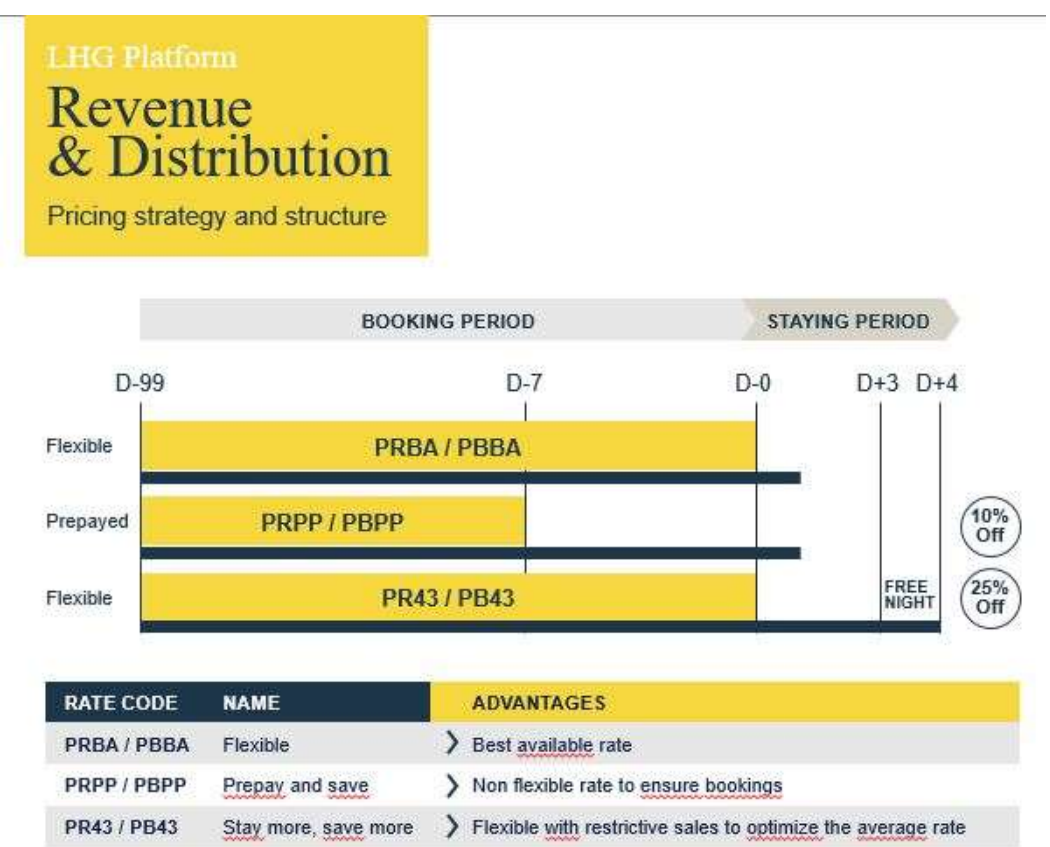 LHG Platform
Revenue
& Distribution
Pricing strategy and structure
BOOKING PERIOD STAYING PERIOD
D-99 D-7 D-0 D+3 D+4
Flexible PRBA / PBBA
Prepayed PRPP / PBPP 10%
Off
Flexible PR43 / PB43 FREE
NIGHT 25%
Off
RATE CODE NAME ADVANTAGES
PRBA / PBBA Flexible Best available rate
PRPP / PBPP Prepay and save Non flexible rate to ensure bookings
PR43 / PB43 Stay more, save more Flexible with restrictive sales to optimize the average rate